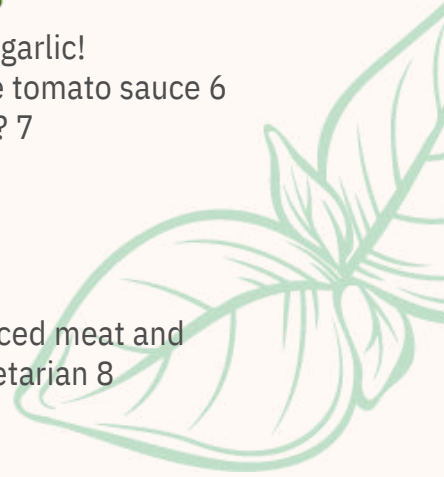 garlic!
e tomato sauce 6
? 7
ced meat and
etarian 8